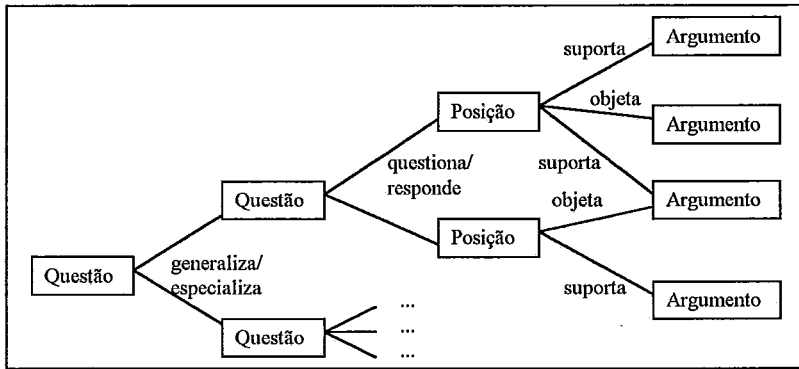 suporta
Argumento
objeta
Posição
Argumento
questiona/
responde
suporta
Questão
objeta
Argumento
Posição
generaliza/
especializa
Questão
suporta
Argumento
Questão
...
...
...